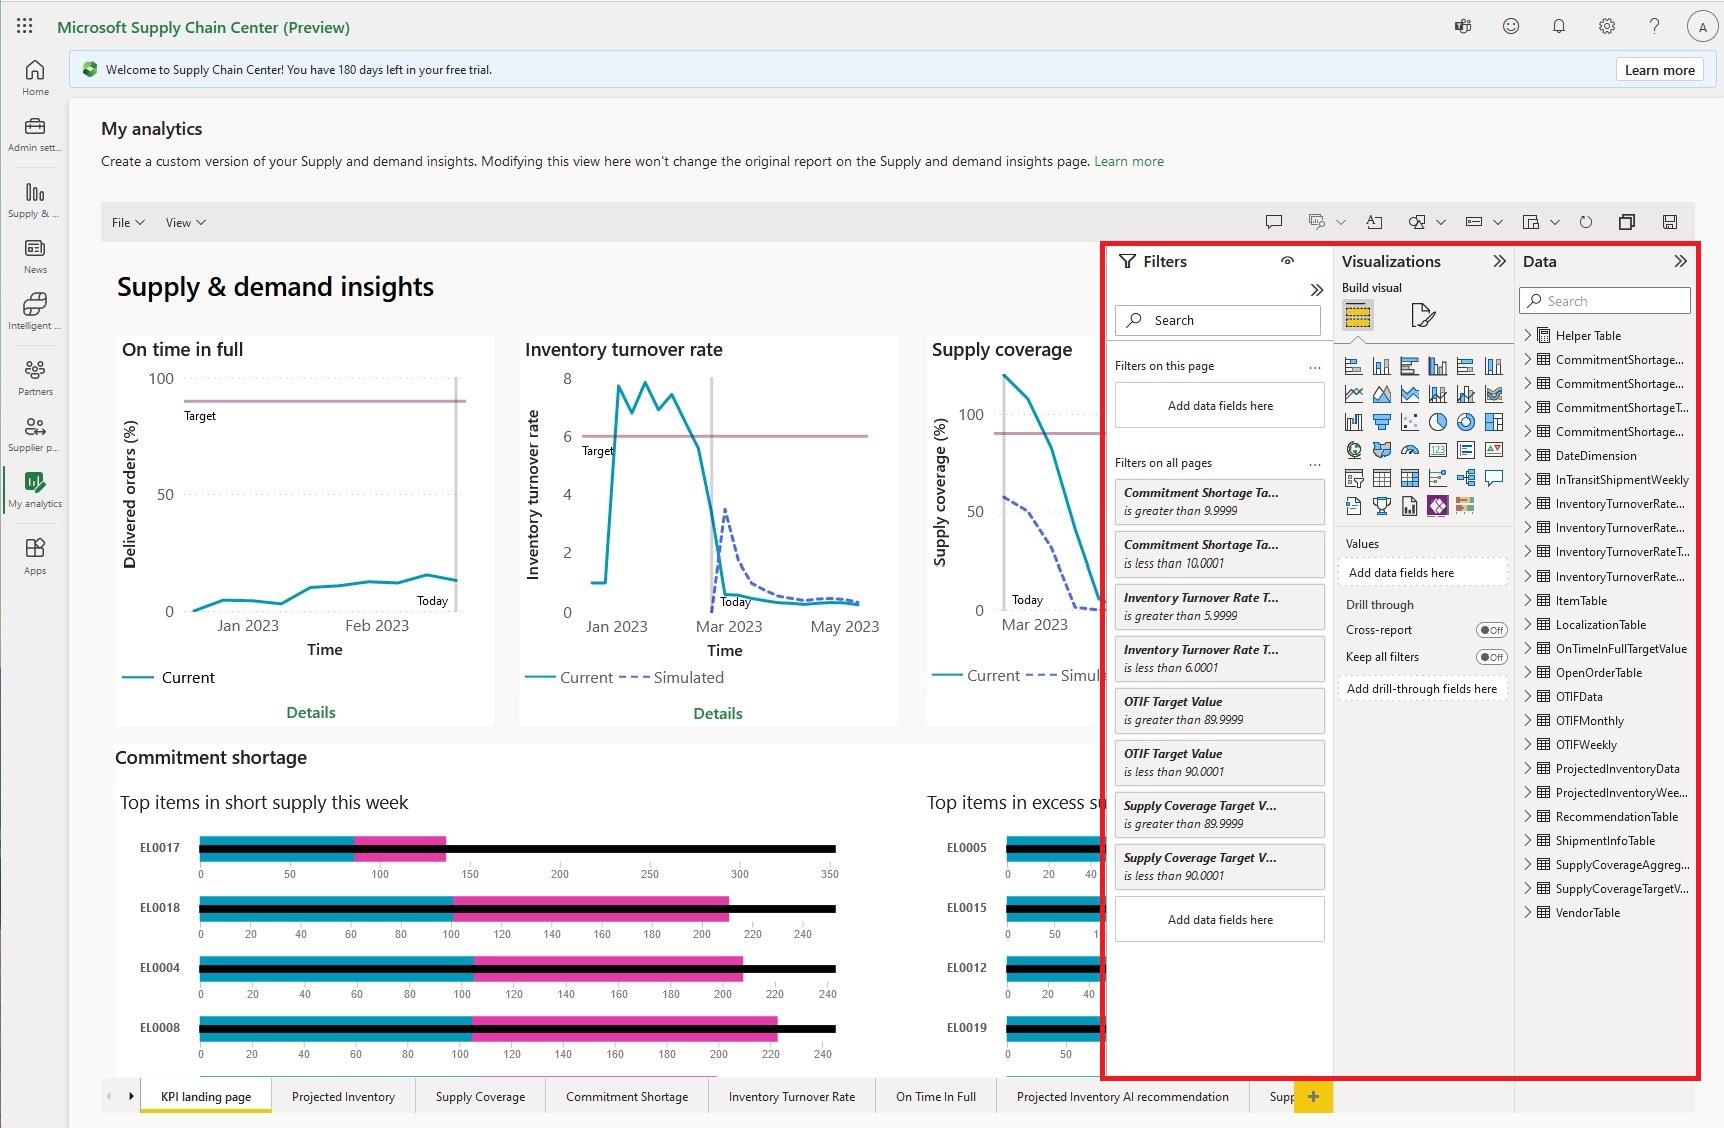 Microsoft Supply Chain Center (Preview)
A
Welcome to Supply Chain Center! You have 180 days left in your free trial.
Learn more
Home
Admin sett...
Supply & ...
News
Intelligent ...
Partners
Supplier p...
My analytics
Apps
My analytics
Create a custom version of your Supply and demand insights. Modifying this view here won't change the original report on the Supply and demand insights page. Learn more
File
View
Supply & demand insights
On time in full
Delivered orders (%)
100
50
0
Target
Today
Jan 2023
Feb 2023
Time
Current
Details
Inventory turnover rate
Inventory turnover rate
8
6
4
2
0
Target
Today
Jan 2023
Mar 2023
May 2023
Time
Current
Simulated
Details
Supply coverage
Supply coverage (%)
100
50
0
Today
Mar 2023
Current
Simul
Commitment shortage
Top items in short supply this week
EL0017
0 50 100 150 200 250 300 350
EL0018
0 20 40 60 80 100 120 140 160 180 200 220 240
EL0004
0 20 40 60 80 100 120 140 160 180 200 220 240
EL0008
0 20 40 60 80 100 120 140 160 180 200 220 240
Top items in excess su
EL0005
0 20 40
EL0015
0 50
EL0012
0 20 40
EL0019
0 50
Filters
Search
Filters on this page
...
Add data fields here
Filters on all pages
...
Commitment Shortage Ta...
is greater than 9.9999
Commitment Shortage Ta...
is less than 10.0001
Inventory Turnover Rate T...
is greater than 5.9999
Inventory Turnover Rate T...
is less than 6.0001
OTIF Target Value
is greater than 89.9999
OTIF Target Value
is less than 90.0001
Supply Coverage Target V...
is greater than 89.9999
Supply Coverage Target V...
is less than 90.0001
Add data fields here
Visualizations
Build visual
123
Values
Add data fields here
Drill through
Cross-report
Off
Keep all filters
Off
Add drill-through fields here
Data
Search
Helper Table
CommitmentShortage...
CommitmentShortage...
CommitmentShortageT...
CommitmentShortage...
DateDimension
InTransitShipmentWeekly
InventoryTurnoverRate...
InventoryTurnoverRate...
InventoryTurnoverRateT...
InventoryTurnoverRate...
ItemTable
LocalizationTable
OnTimeInFullTargetValue
OpenOrderTable
OTIFData
OTIFMonthly
OTIFWeekly
ProjectedInventoryData
ProjectedInventoryWee...
RecommendationTable
ShipmentInfoTable
SupplyCoverageAggreg...
SupplyCoverageTargetV...
VendorTable
KPI landing page
Projected Inventory
Supply Coverage
Commitment Shortage
Inventory Turnover Rate
On Time In Full
Projected Inventory AI recommendation
Supp
+